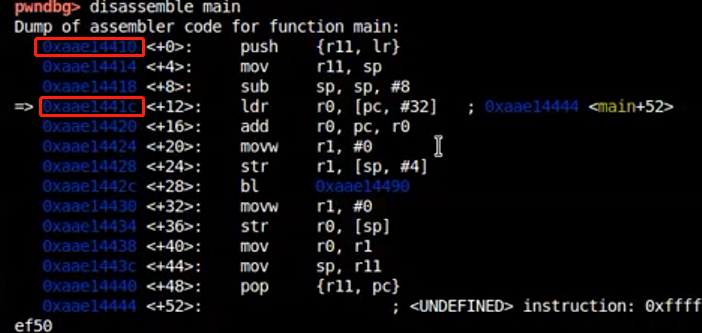 pwndbg> disassemble main
Dump of assembler code for function main:
0xaae14410 <+0>: push {r11, lr}
0xaae14414 <+4>: mov r11, sp
0xaae14418 <+8>: sub sp, sp, #8
=> 0xaae1441c <+12>: ldr r0, [pc, #32] ; 0xaae14444 <main+52>
0xaae14420 <+16>: add r0, pc, r0
0xaae14424 <+20>: movw r1, #0
0xaae14428 <+24>: str r1, [sp, #4]
0xaae1442c <+28>: bl 0xaae14490
0xaae14430 <+32>: movw r1, #0
0xaae14434 <+36>: str r0, [sp]
0xaae14438 <+40>: mov r0, r1
0xaae1443c <+44>: mov sp, r11
0xaae14440 <+48>: pop {r11, pc}
0xaae14444 <+52>: ; <UNDEFINED> instruction: 0xffff
ef50